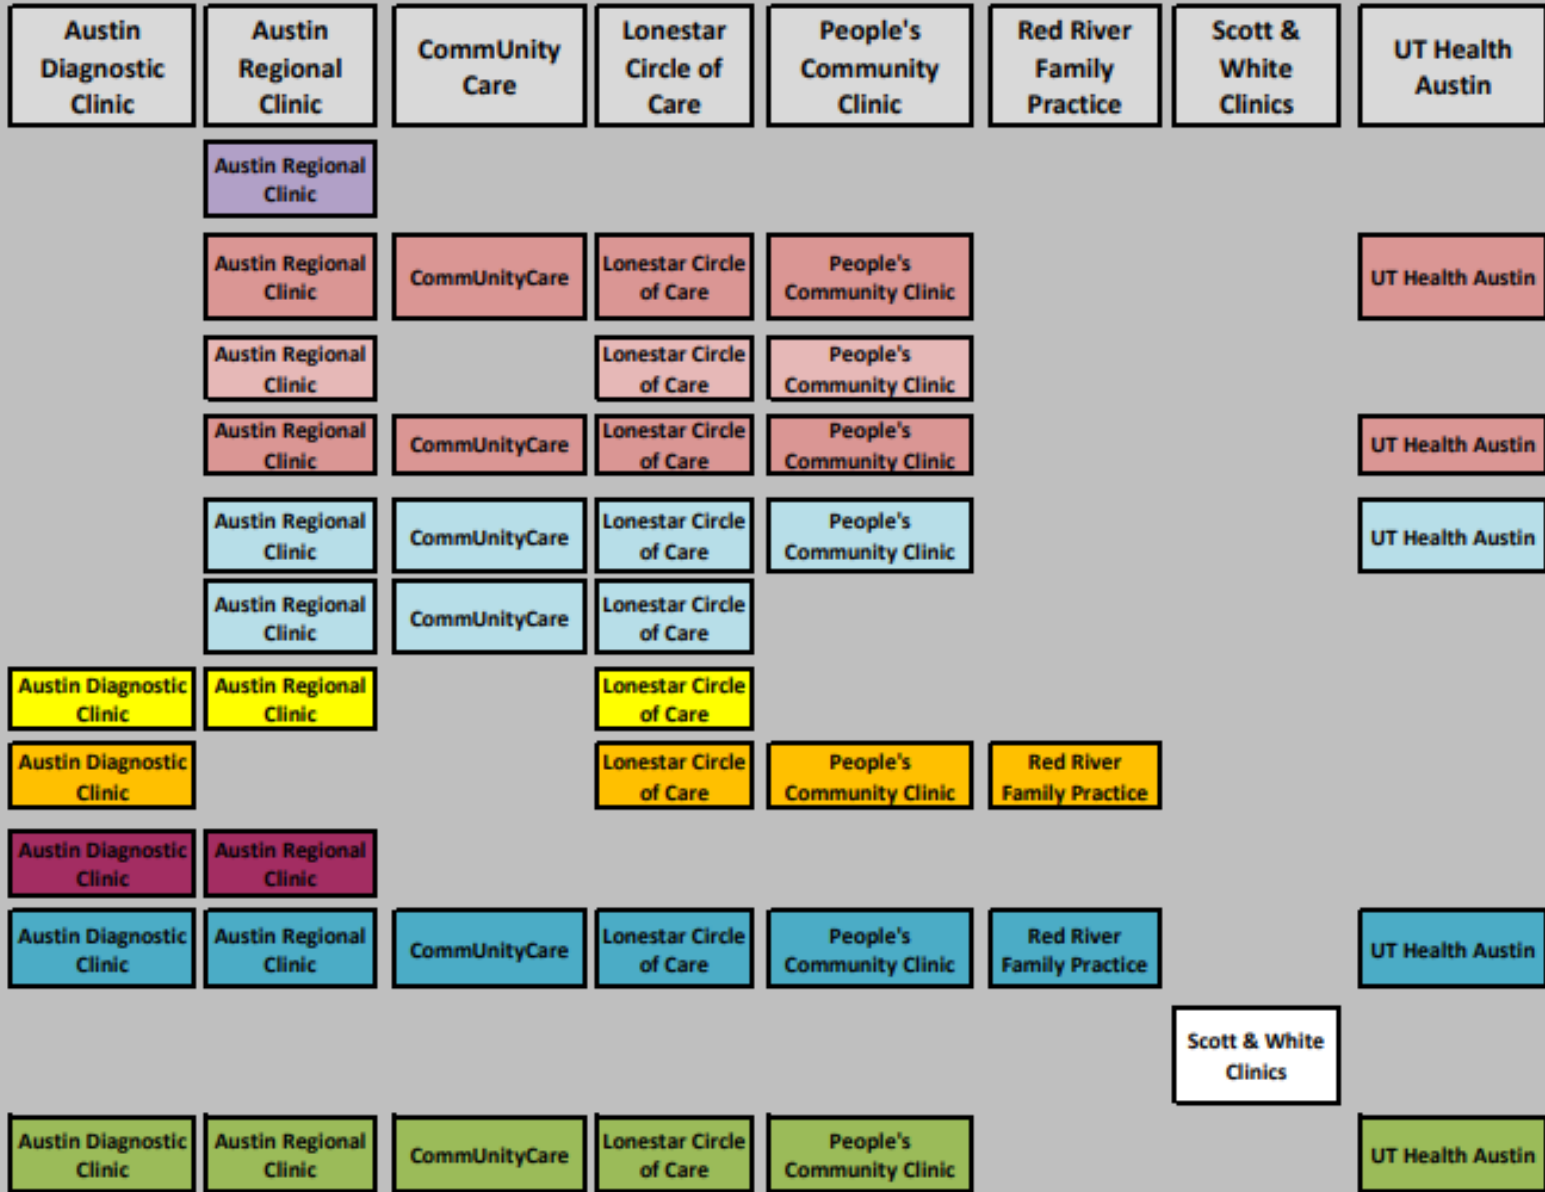 Austin
Diagnostic
Clinic
Austin
Regional
Clinic
CommUnity
Care
Lonestar
Circle of
Care
People's
Community
Clinic
Red River
Family
Practice
Scott &
White
Clinics
UT Health
Austin
Austin Regional
Clinic
Austin Regional
Clinic
CommUnityCare
Lonestar Circle
of Care
People's
Community Clinic
UT Health Austin
Austin Regional
Clinic
Lonestar Circle
of Care
People's
Community Clinic
Austin Regional
Clinic
CommUnityCare
Lonestar Circle
of Care
People's
Community Clinic
UT Health Austin
Austin Regional
Clinic
CommUnityCare
Lonestar Circle
of Care
People's
Community Clinic
UT Health Austin
Austin Regional
Clinic
CommUnityCare
Lonestar Circle
of Care
Austin Diagnostic
Clinic
Austin Regional
Clinic
Lonestar Circle
of Care
Austin Diagnostic
Clinic
Lonestar Circle
of Care
People's
Community Clinic
Red River
Family Practice
Austin Diagnostic
Clinic
Austin Regional
Clinic
Austin Diagnostic
Clinic
Austin Regional
Clinic
CommUnityCare
Lonestar Circle
of Care
People's
Community Clinic
Red River
Family Practice
UT Health Austin
Scott & White
Clinics
Austin Diagnostic
Clinic
Austin Regional
Clinic
CommUnityCare
Lonestar Circle
of Care
People's
Community Clinic
UT Health Austin